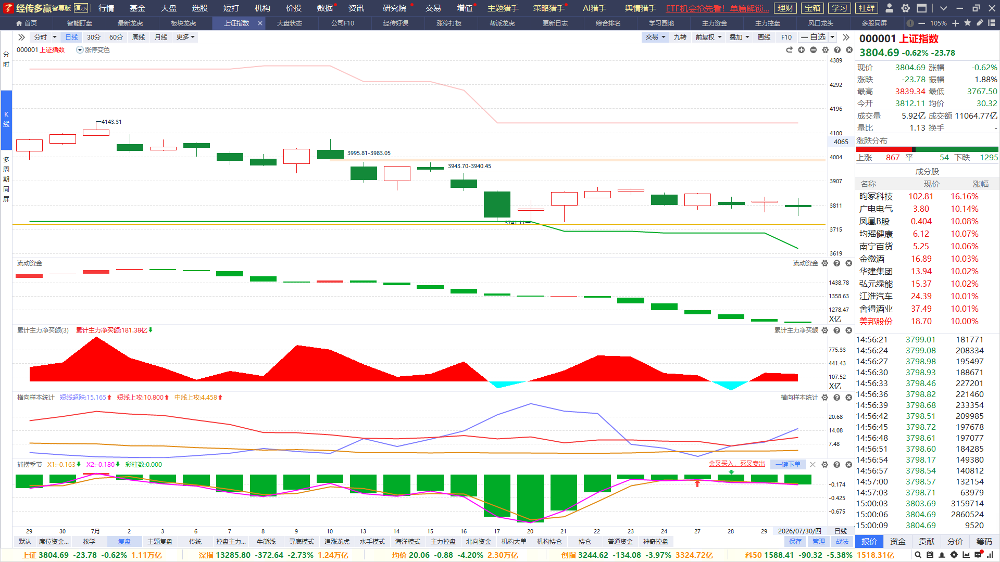 经传多赢 智尊版 演示 行情 基金 大盘 选股 短打 机构 价投 数据 资讯 研究院 交易 增值 主题猎手 策略猎手 AI猎手 舆情猎手 ETF机会抢先看！单篇解锁... 理财 宝箱 学习 社群
首页 智能盯盘 最新龙虎 板块龙虎 上证指数 大盘状态 公司F10 经传好课 涨停打板 帮派龙虎 更新日志 综合排名 学习园地 主力资金 主力控盘 风口龙头 多股同屏 105%
分时 日线 30分 60分 周线 月线 更多 交易 九转 前复权 叠加 画线 F10 自选
分时
K线
多周期同屏
000001 上证指数 涨停变色
4389
4292
4196
4100
4065
4004
3907
3811
3715
3619
4143.31
3995.81-3983.05
3943.70-3940.45
3741.11
流动资金 流动资金
1438.78
1358.63
1278.47
X亿
累计主力净买额(3) 累计主力净买额:181.38亿 累计主力净买额
775.33
441.43
107.52
X亿
横向样本统计 短线超跌:15.165 短线上攻:10.800 中线上攻:4.458 横向样本统计
20.68
14.08
7.48
捕捞季节 X1:-0.163 X2:-0.180 彩柱数:0.000 金叉买入，死叉卖出 一键下单
-0.174
-0.425
-0.675
29 30 7月 2 3 6 7 8 9 10 13 14 15 16 17 20 21 22 23 24 27 28 29 2026/07/30/四 日线
默认 席位资金... 教学 复盘 主题复盘 传统 控盘主力... 牛能线 寻底模式 追涨龙虎 水手模式 海洋模式 主力控盘 北向资金 机构大单 机构持仓 持仓 普通资金 神奇控盘 保存 管理 战法
000001 上证指数
3804.69 -0.62% -23.78
现价 3804.69 涨幅 -0.62%
涨跌 -23.78 振幅 1.88%
最高 3839.34 最低 3767.50
今开 3812.11 均价 30.32
成交量 5.92亿 成交额 11064.77亿
量比 1.13 换手 -
涨跌分布
上涨 867 平 54 下跌 1295
成分股
名称 现价 涨幅
昀冢科技 102.81 16.16%
广电电气 3.80 10.14%
凤凰B股 0.404 10.08%
均瑶健康 6.12 10.07%
南宁百货 5.25 10.06%
金徽酒 16.89 10.03%
华建集团 13.94 10.02%
弘元绿能 15.37 10.02%
江淮汽车 24.39 10.01%
舍得酒业 37.49 10.01%
美邦股份 18.70 10.00%
14:56:21 3799.01 181771
14:56:24 3799.08 208334
14:56:27 3798.98 195497
14:56:30 3798.93 188671
14:56:33 3798.46 227201
14:56:36 3798.82 221460
14:56:39 3798.68 233354
14:56:42 3798.51 209985
14:56:45 3798.72 197678
14:56:48 3798.61 197077
14:56:51 3798.60 184285
14:56:54 3798.17 149380
14:56:57 3798.54 140812
14:57:00 3798.57 132154
14:57:03 3798.71 63979
15:00:03 3803.69 3159714
15:00:06 3804.69 2860524
15:00:09 3804.69 9520
报价 资金 贡献 分价 筹码
上证 3804.69 -23.78 -0.62% 1.11万亿 深指 13285.80 -372.64 -2.73% 1.24万亿 均价 20.06 -0.88 -4.20% 2.30万亿 创指 3244.62 -134.08 -3.97% 3324.72亿 科50 1588.41 -90.32 -5.38% 1518.31亿